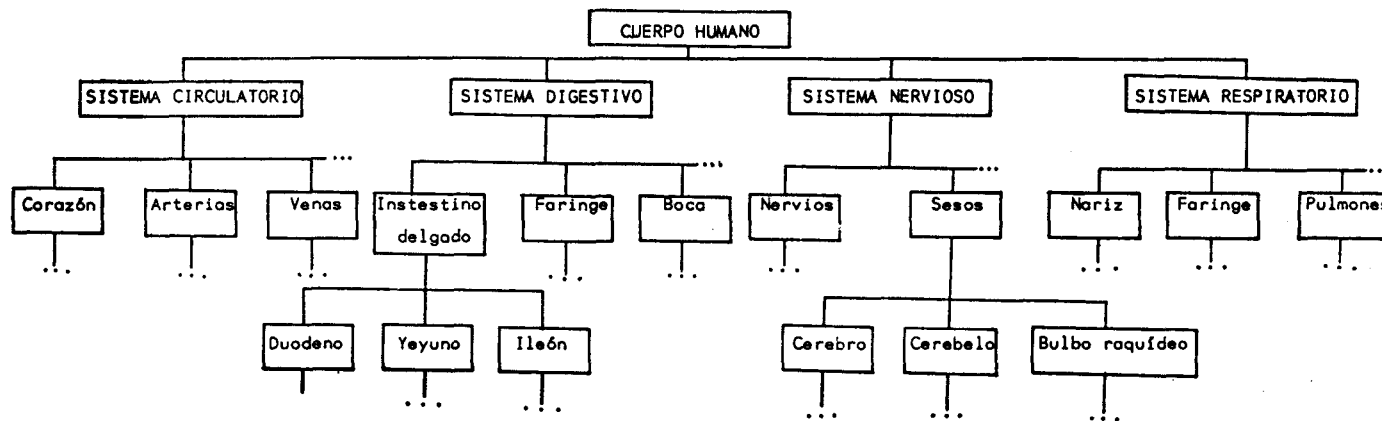 CUERPO HUMANO
SISTEMA CIRCULATORIO
SISTEMA DIGESTIVO
SISTEMA NERVIOSO
SISTEMA RESPIRATORIO
...
...
...
...
Corazón
Arterias
Venas
Instestino
delgado
Faringe
Boca
Nervios
Sesos
Nariz
Faringe
Pulmones
...
...
...
...
...
...
...
...
...
Duodeno
Yeyuno
Ileón
Cerebro
Cerebelo
Bulbo raquídeo
...
...
...
...
...